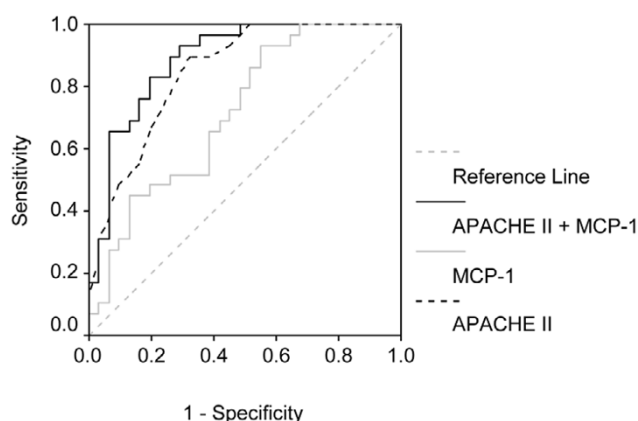 1.0
0.8
0.6
0.4
0.2
0.0
Sensitivity
0.0 0.2 0.4 0.6 0.8 1.0
1 - Specificity
Reference Line
APACHE II + MCP-1
MCP-1
APACHE II